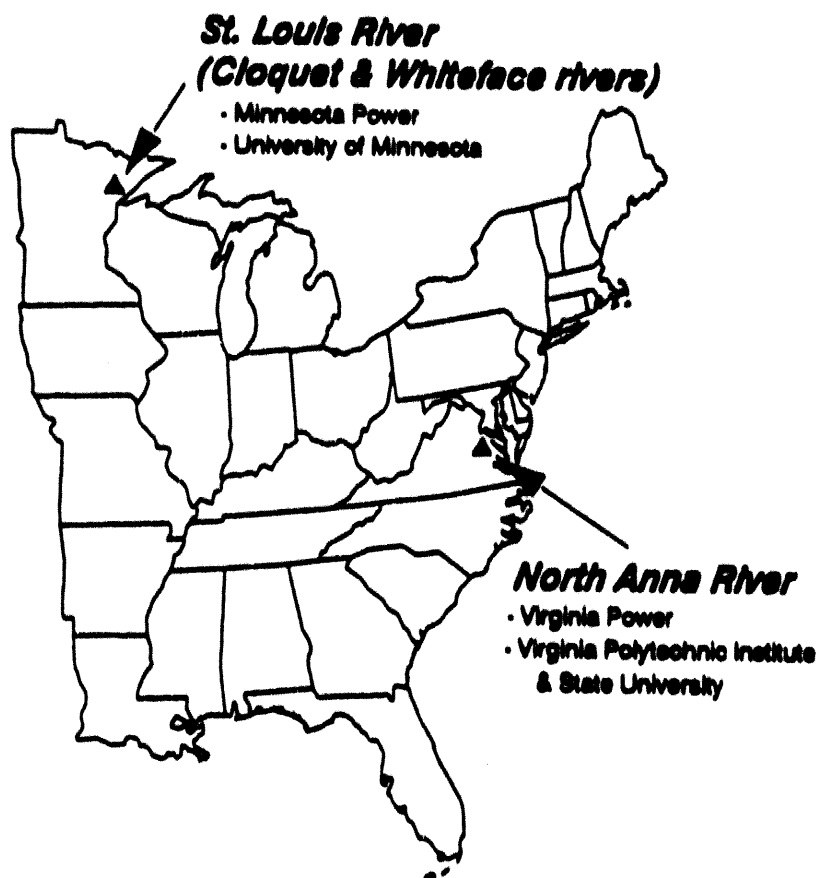 St. Louis River
(Cloquet & Whiteface rivers)
· Minnesota Power
· University of Minnesota
North Anna River
· Virginia Power
· Virginia Polytechnic Institute
& State University